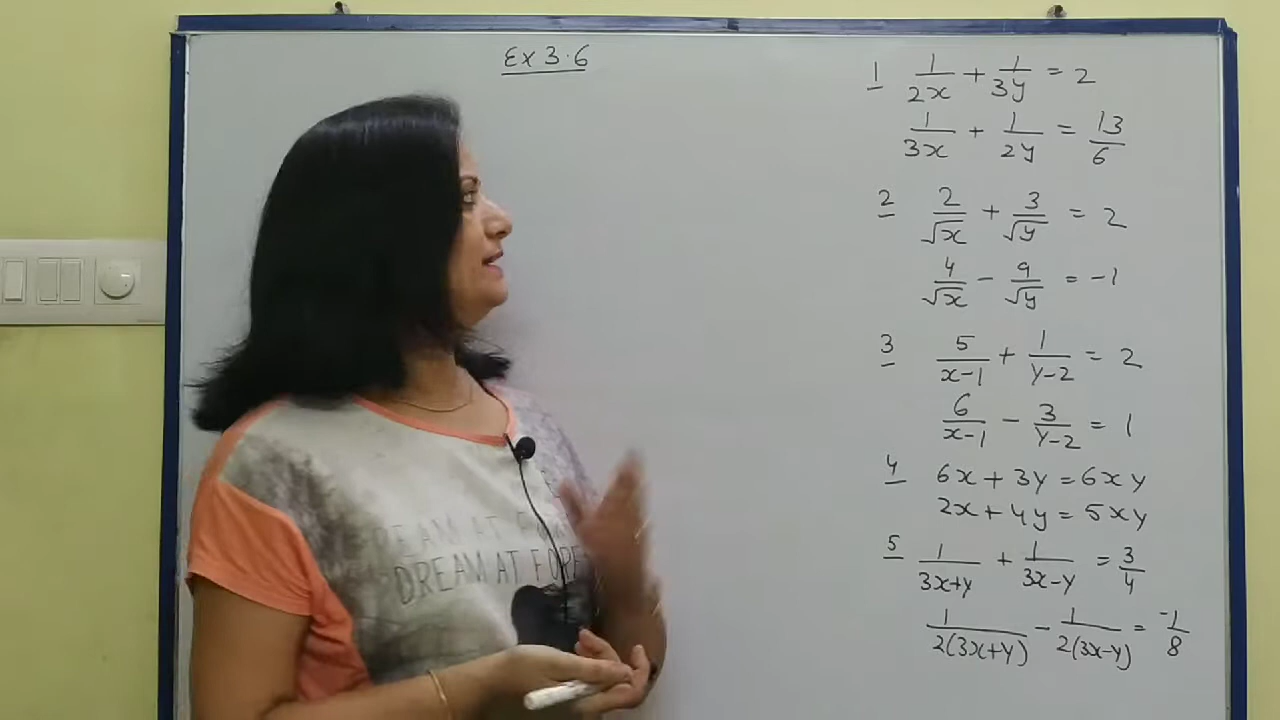 Ex 3.6
1 1/2x + 1/3y = 2
1/3x + 1/2y = 13/6
2 2/√x + 3/√y = 2
4/√x - 9/√y = -1
3 5/x-1 + 1/y-2 = 2
6/x-1 - 3/y-2 = 1
4 6x + 3y = 6xy
2x + 4y = 5xy
5 1/3x+y + 1/3x-y = 3/4
1/2(3x+y) - 1/2(3x-y) = -1/8
DREAM AT
DREAM AT FORE